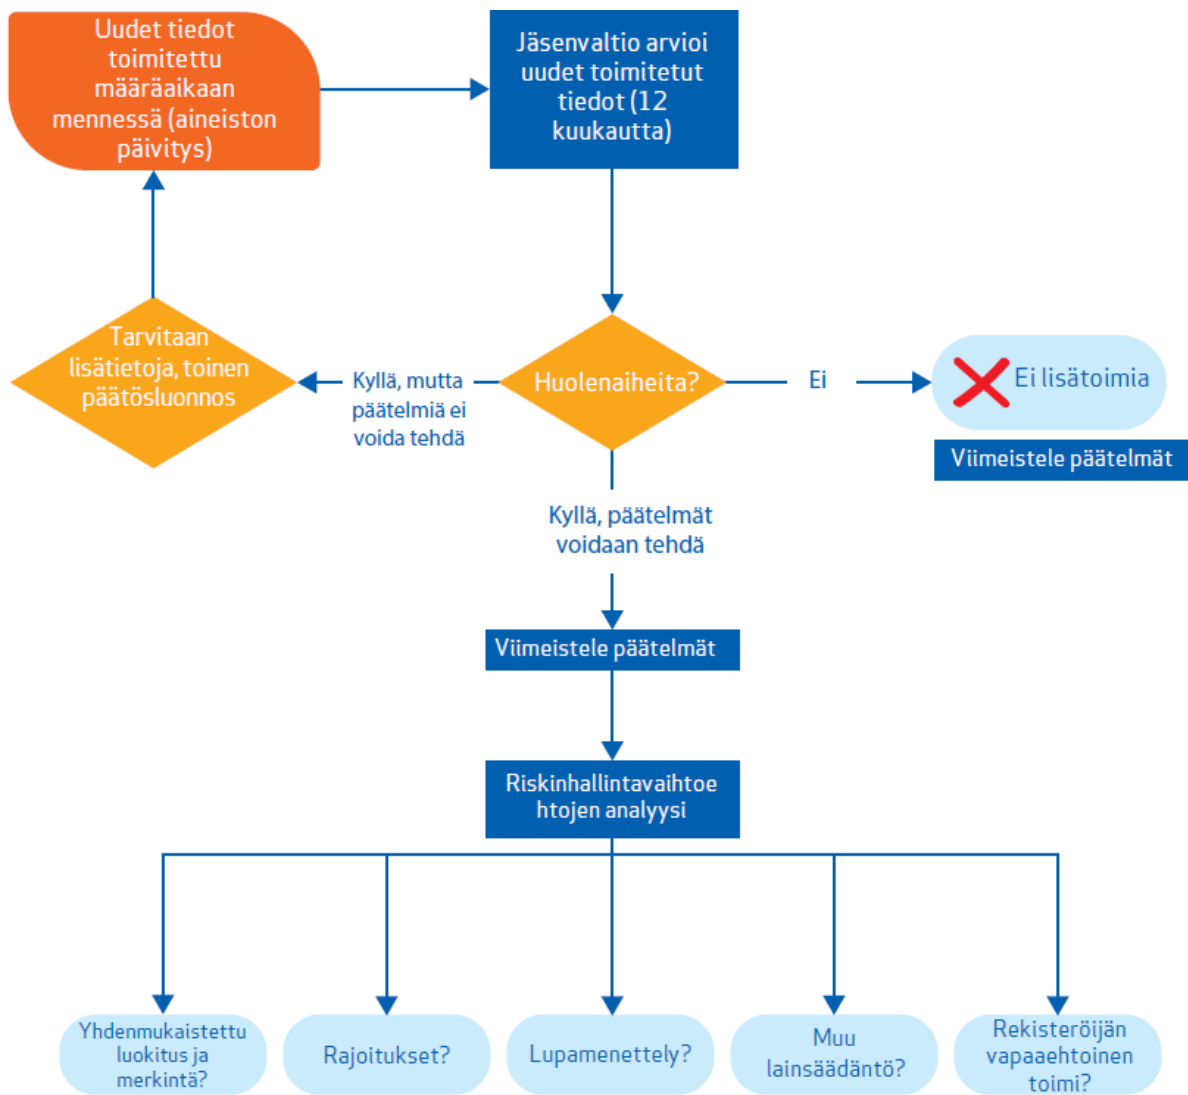 Uudet tiedot
toimitettu
määräaikaan
mennessä (aineiston
päivitys)
Jäsenvaltio arvioi
uudet toimitetut
tiedot (12
kuukautta)
Tarvitaan
lisätietoja, toinen
päätösluonnos
Kyllä, mutta
päätelmiä ei
voida tehdä
Huolenaiheita?
Ei
Ei lisätoimia
Viimeistele päätelmät
Kyllä, päätelmät
voidaan tehdä
Viimeistele päätelmät
Riskinhallintavaihtoe
htojen analyysi
Yhdenmukaistettu
luokitus ja
merkintä?
Rajoitukset?
Lupamenettely?
Muu
lainsäädäntö?
Rekisteröijän
vapaaehtoinen
toimi?